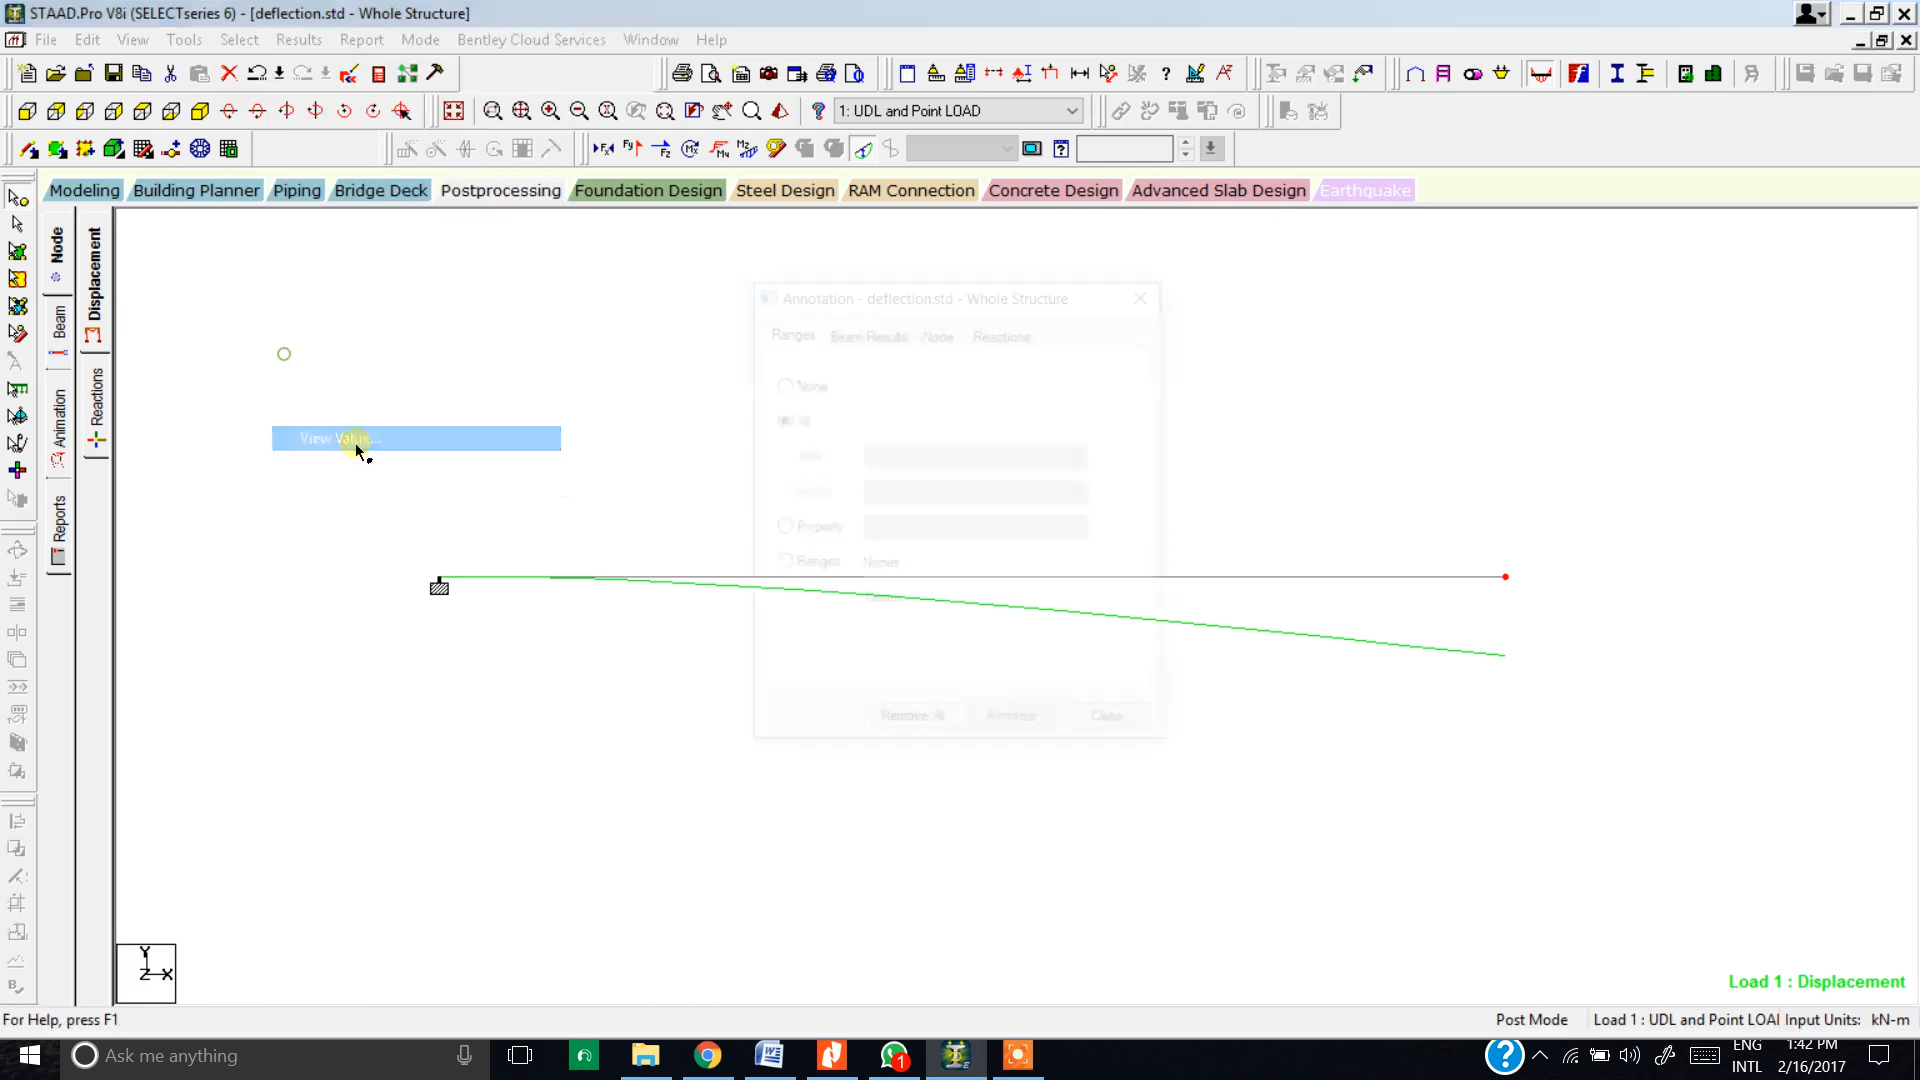 STAAD.Pro V8i (SELECTseries 6) - [deflection.std - Whole Structure]
File Edit View Tools Select Results Report Mode Bentley Cloud Services Window Help
1: UDL and Point LOAD
Modeling Building Planner Piping Bridge Deck Postprocessing Foundation Design Steel Design RAM Connection Concrete Design Advanced Slab Design Earthquake
Node
Beam
Animation
Reports
Displacement
Reactions
View Value...
Annotation - deflection.std - Whole Structure
Ranges Beam Results Node Reactions
None
All
Property
Ranges Names
Remove All Annotate Close
Y
Z X
Load 1 : Displacement
For Help, press F1
Post Mode Load 1 : UDL and Point LOAI Input Units: kN-m
Ask me anything
1
ENG
INTL
1:42 PM
2/16/2017